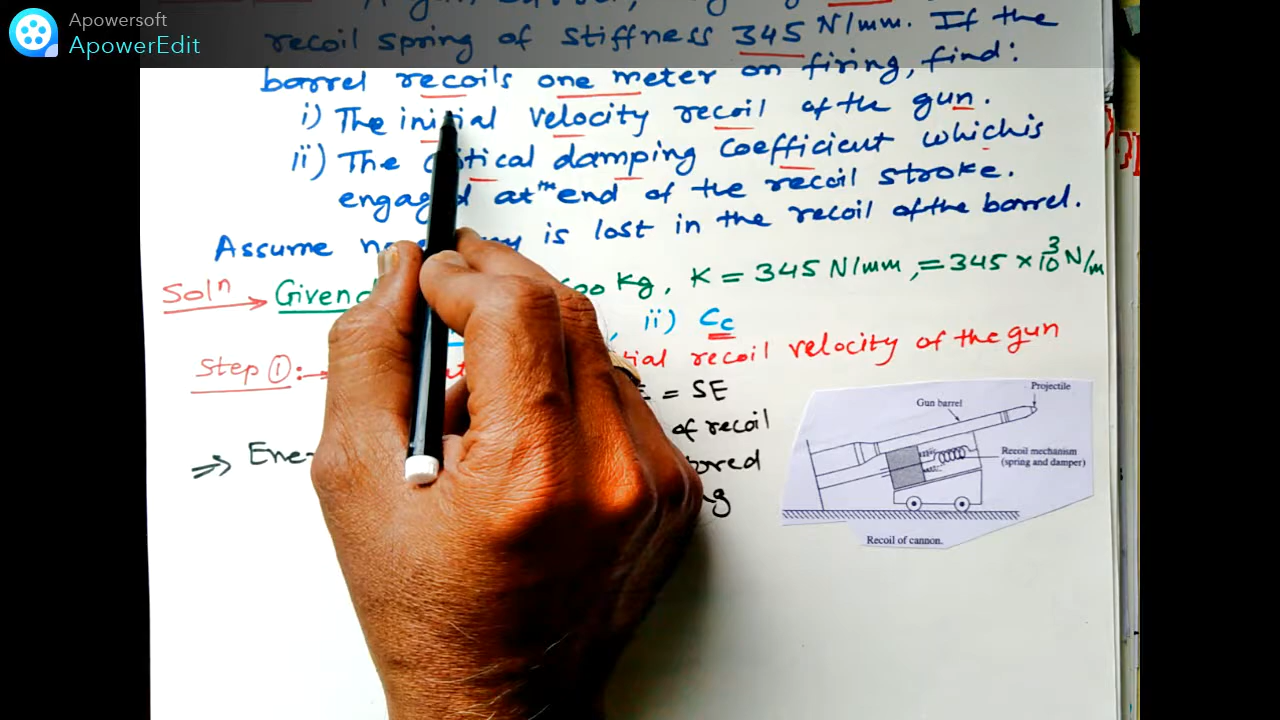 Apowersoft
ApowerEdit
recoil spring of stiffness 345 N/mm. If the
barrel recoils one meter on firing, find:
i) The initial velocity recoil of the gun.
ii) The critical damping coefficient which is
engaged at the end of the recoil stroke.
Assume is lost in the recoil of the barrel.
Soln → Given kg, K = 345 N/mm, = 345 × 10³ N/m
, ii) Cc
Step ① :→ recoil velocity of the gun
= SE
of recoil
⇒
Projectile
Gun barrel
Recoil mechanism
(spring and damper)
Recoil of cannon.